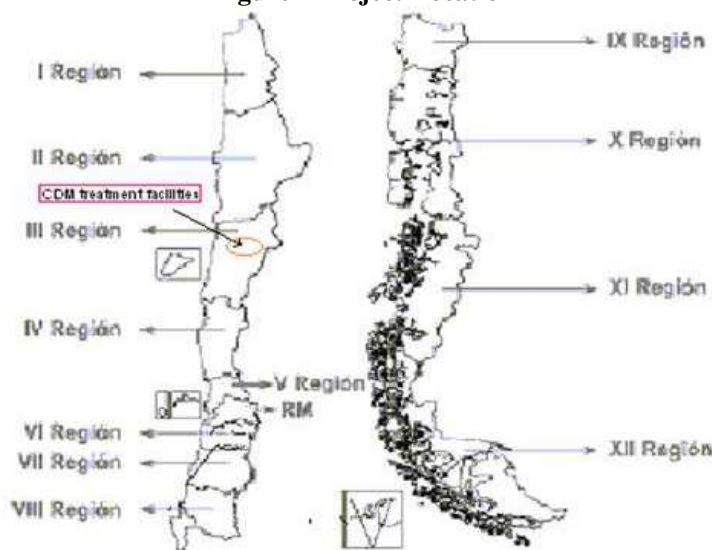 I Región
II Región
CDM treatment facilities
III Región
IV Región
V Región
RM
VI Región
VII Región
VIII Región
IX Región
X Región
XI Región
XII Región